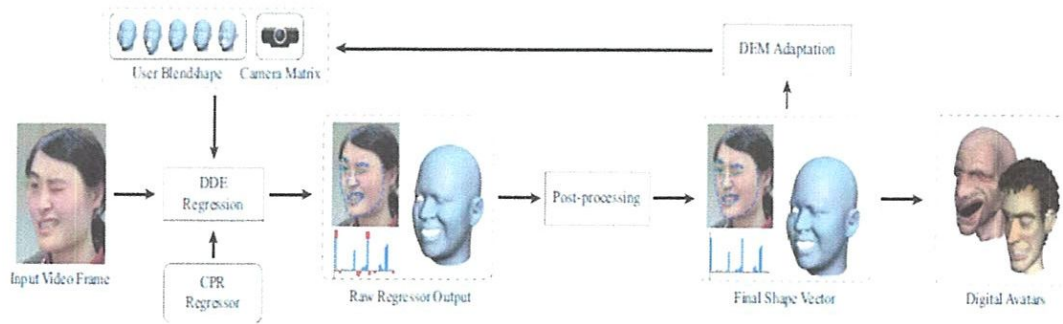 DEM Adaptation
User Blendshape
Camera Matrix
DDE
Regression
Post-processing
Input Video Frame
CPR
Regressor
Raw Regressor Output
Final Shape Vector
Digital Avatars